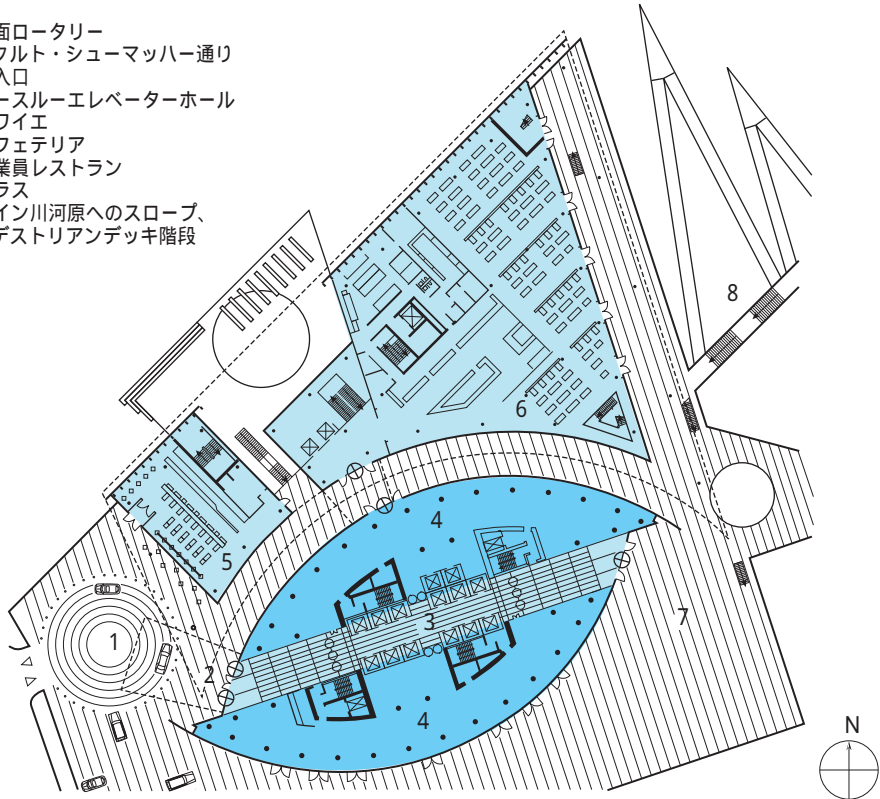 面ロータリー
クルト・シューマッハー通り
入口
ースルーエレベーターホール
ワイエ
フェテリア
業員レストラン
ラス
イン川河原へのスロープ、
デストリアンデッキ階段
8
6
4
5
3
7
1
2
4
N